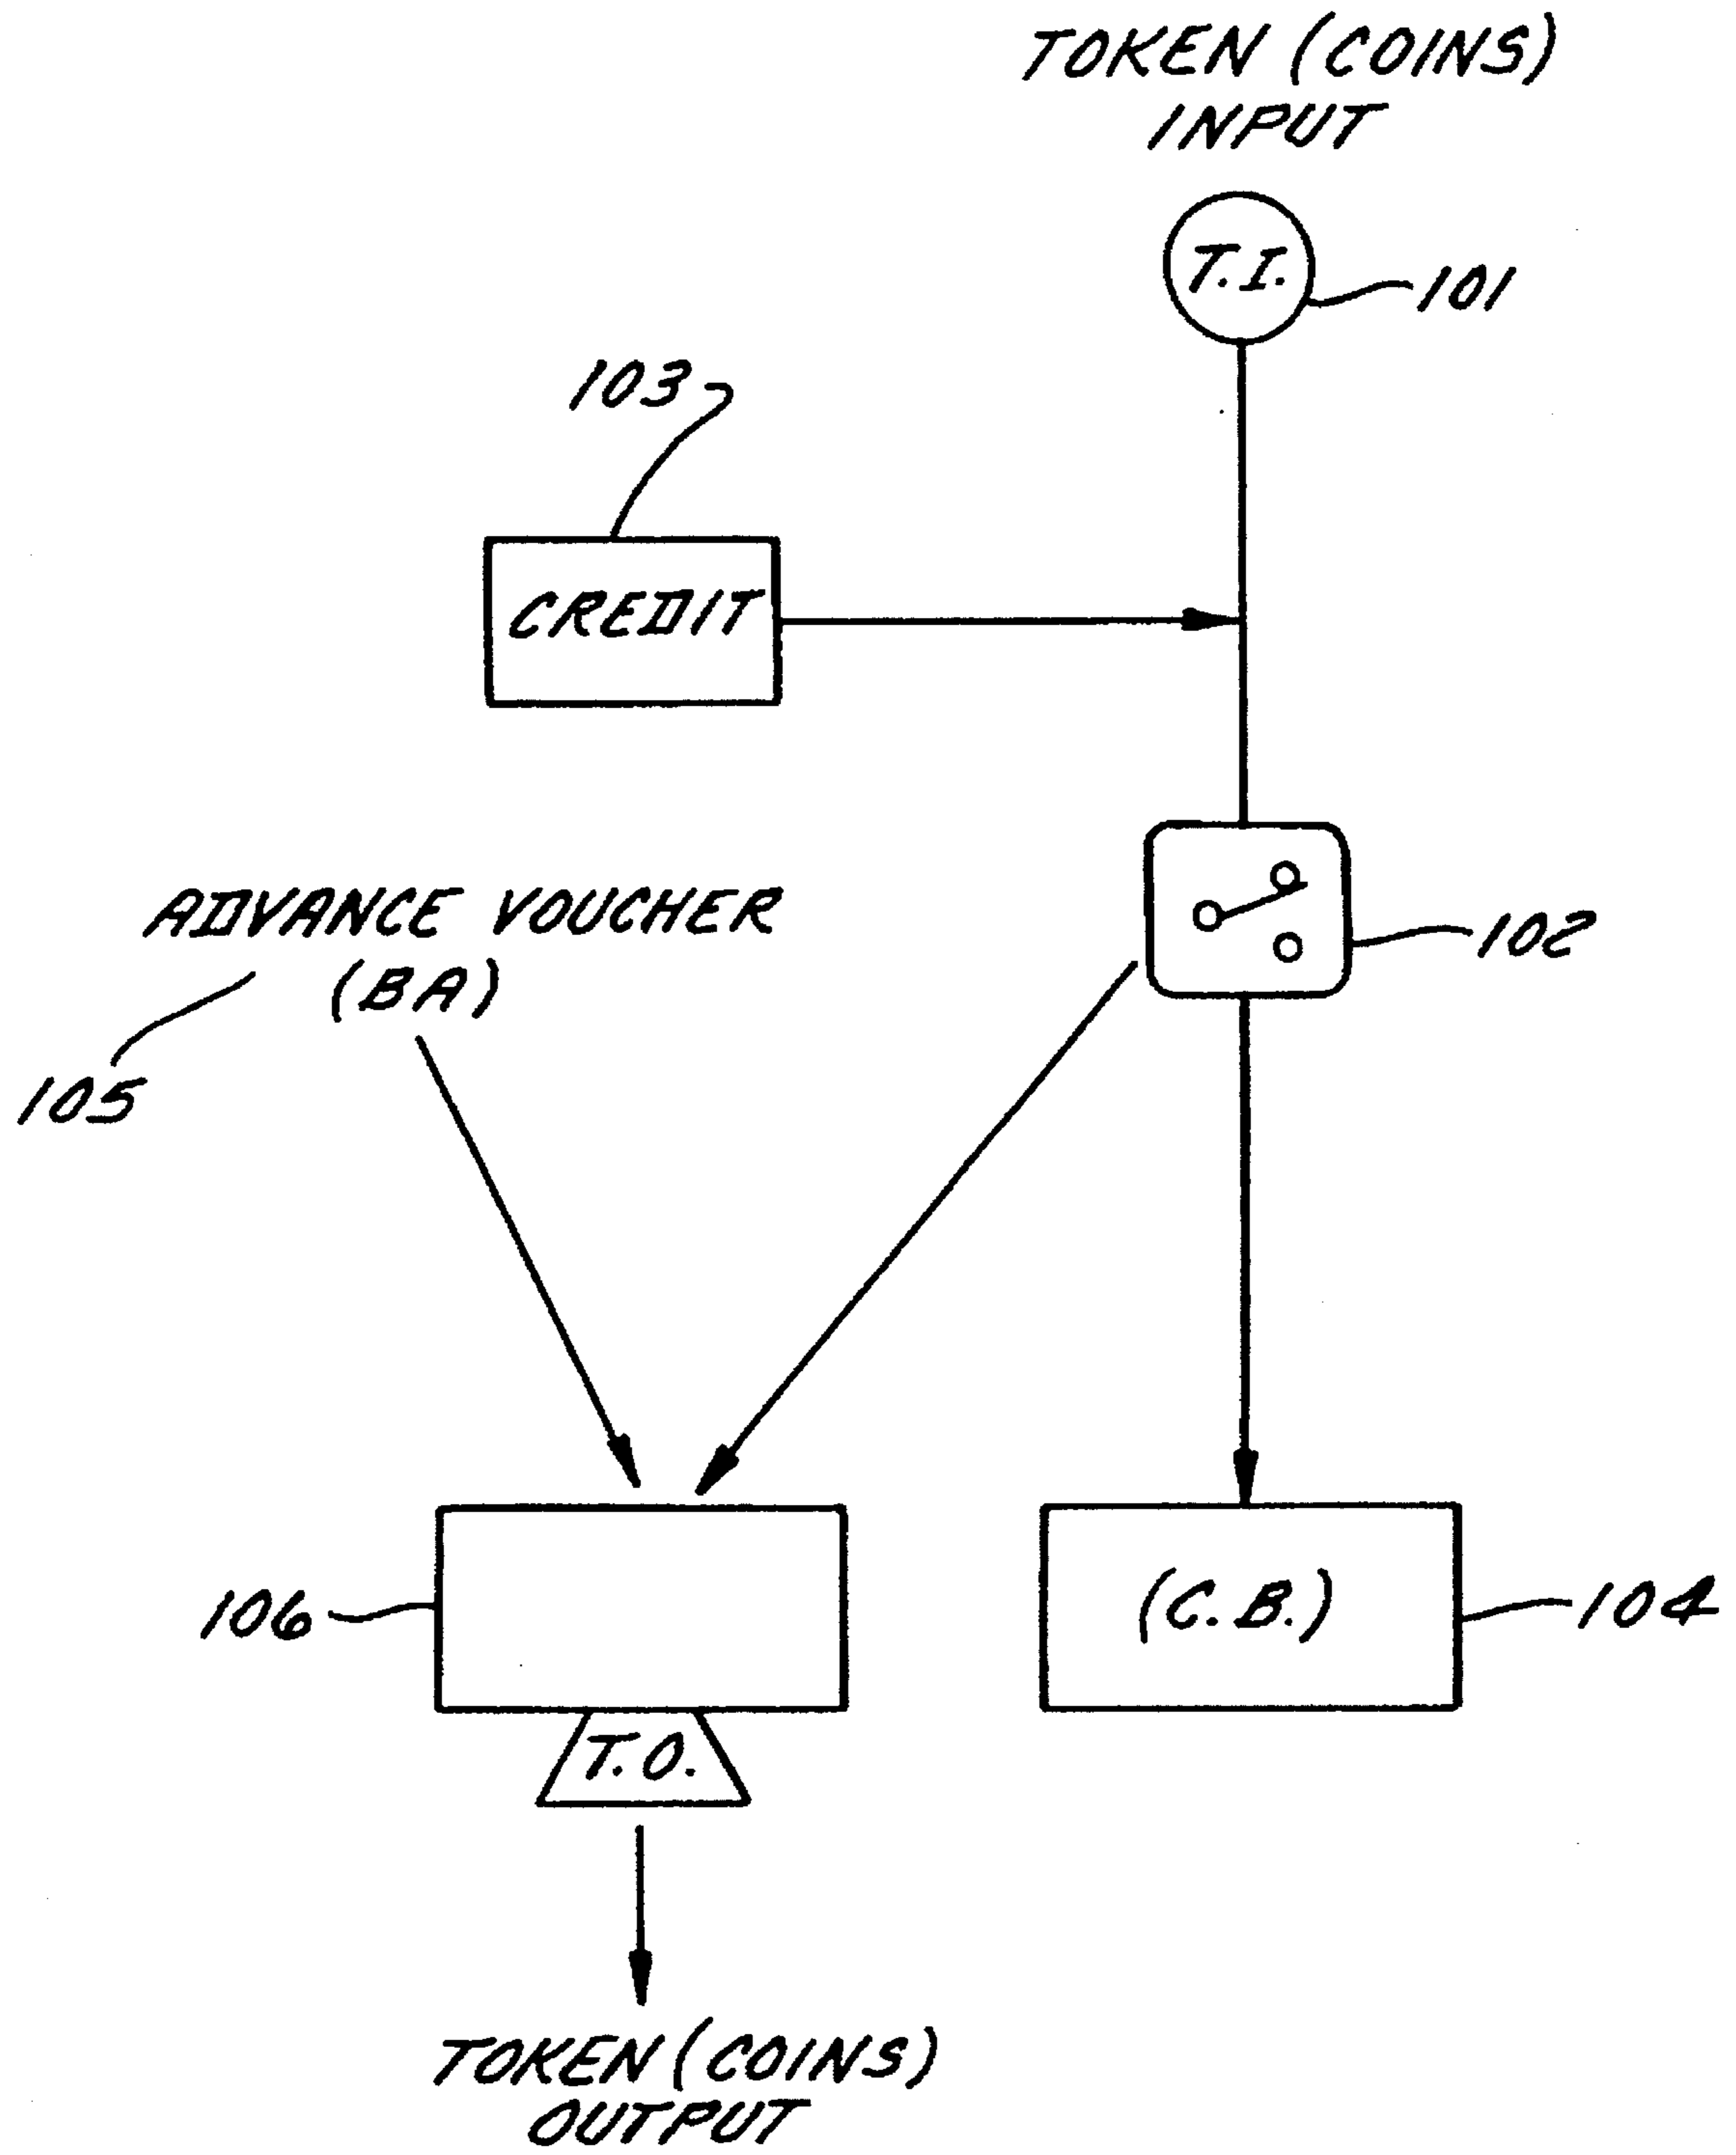 TOKEN (COINS)
INPUT
T.I.
101
103
CREDIT
ADVANCE VOUCHER
(BA)
102
105
106
(C.B.)
104
T.O.
TOKEN (COINS)
OUTPUT